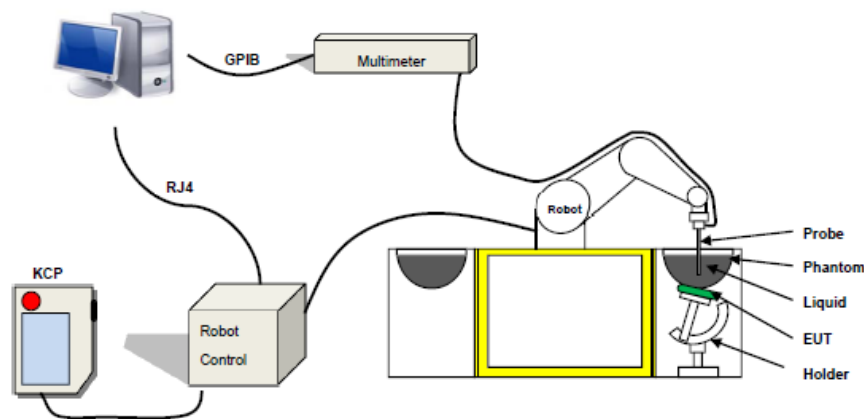 GPIB
Multimeter
RJ4
Robot
Probe
Phantom
Liquid
EUT
Holder
KCP
Robot
Control